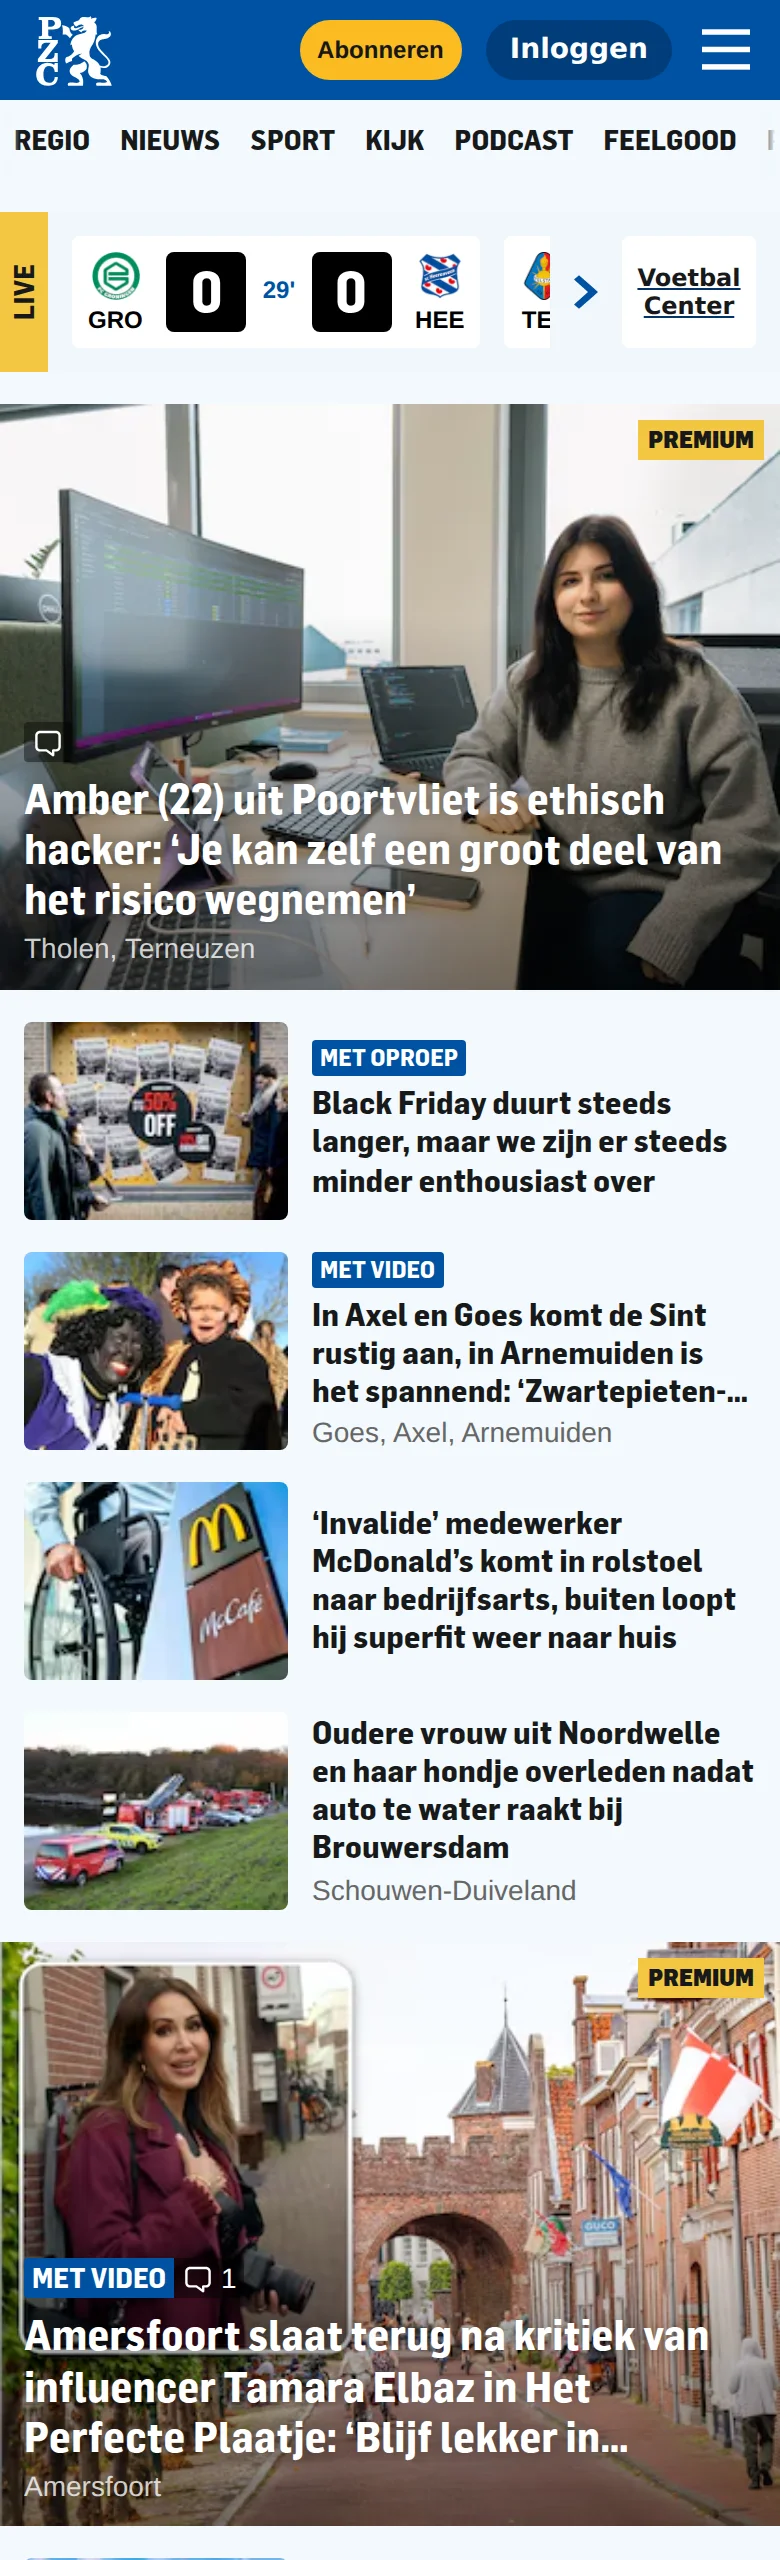 PZC
Abonneren
Inloggen
REGIO NIEUWS SPORT KIJK PODCAST FEELGOOD
LIVE
GRO
0
29'
0
HEE
TE
Voetbal
Center
PREMIUM
Amber (22) uit Poortvliet is ethisch
hacker: ‘Je kan zelf een groot deel van
het risico wegnemen’
Tholen, Terneuzen
50%
OFF
MET OPROEP
Black Friday duurt steeds
langer, maar we zijn er steeds
minder enthousiast over
MET VIDEO
In Axel en Goes komt de Sint
rustig aan, in Arnemuiden is
het spannend: ‘Zwartepieten-...
Goes, Axel, Arnemuiden
McCafé
‘Invalide’ medewerker
McDonald’s komt in rolstoel
naar bedrijfsarts, buiten loopt
hij superfit weer naar huis
Oudere vrouw uit Noordwelle
en haar hondje overleden nadat
auto te water raakt bij
Brouwersdam
Schouwen-Duiveland
PREMIUM
MET VIDEO
1
Amersfoort slaat terug na kritiek van
influencer Tamara Elbaz in Het
Perfecte Plaatje: ‘Blijf lekker in...
Amersfoort